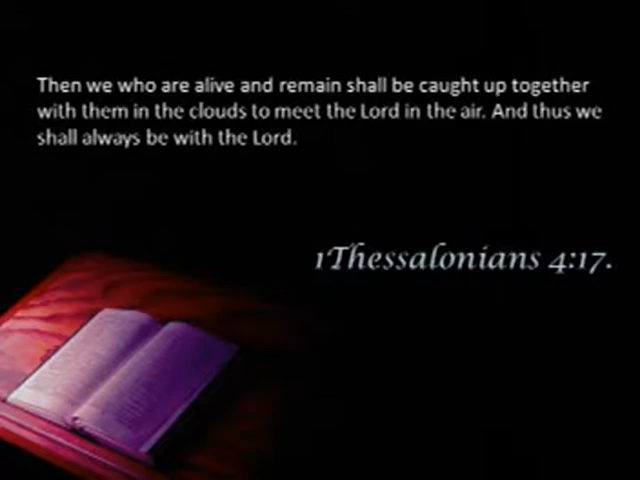 Then we who are alive and remain shall be caught up together
with them in the clouds to meet the Lord in the air. And thus we
shall always be with the Lord.
1Thessalonians 4:17.